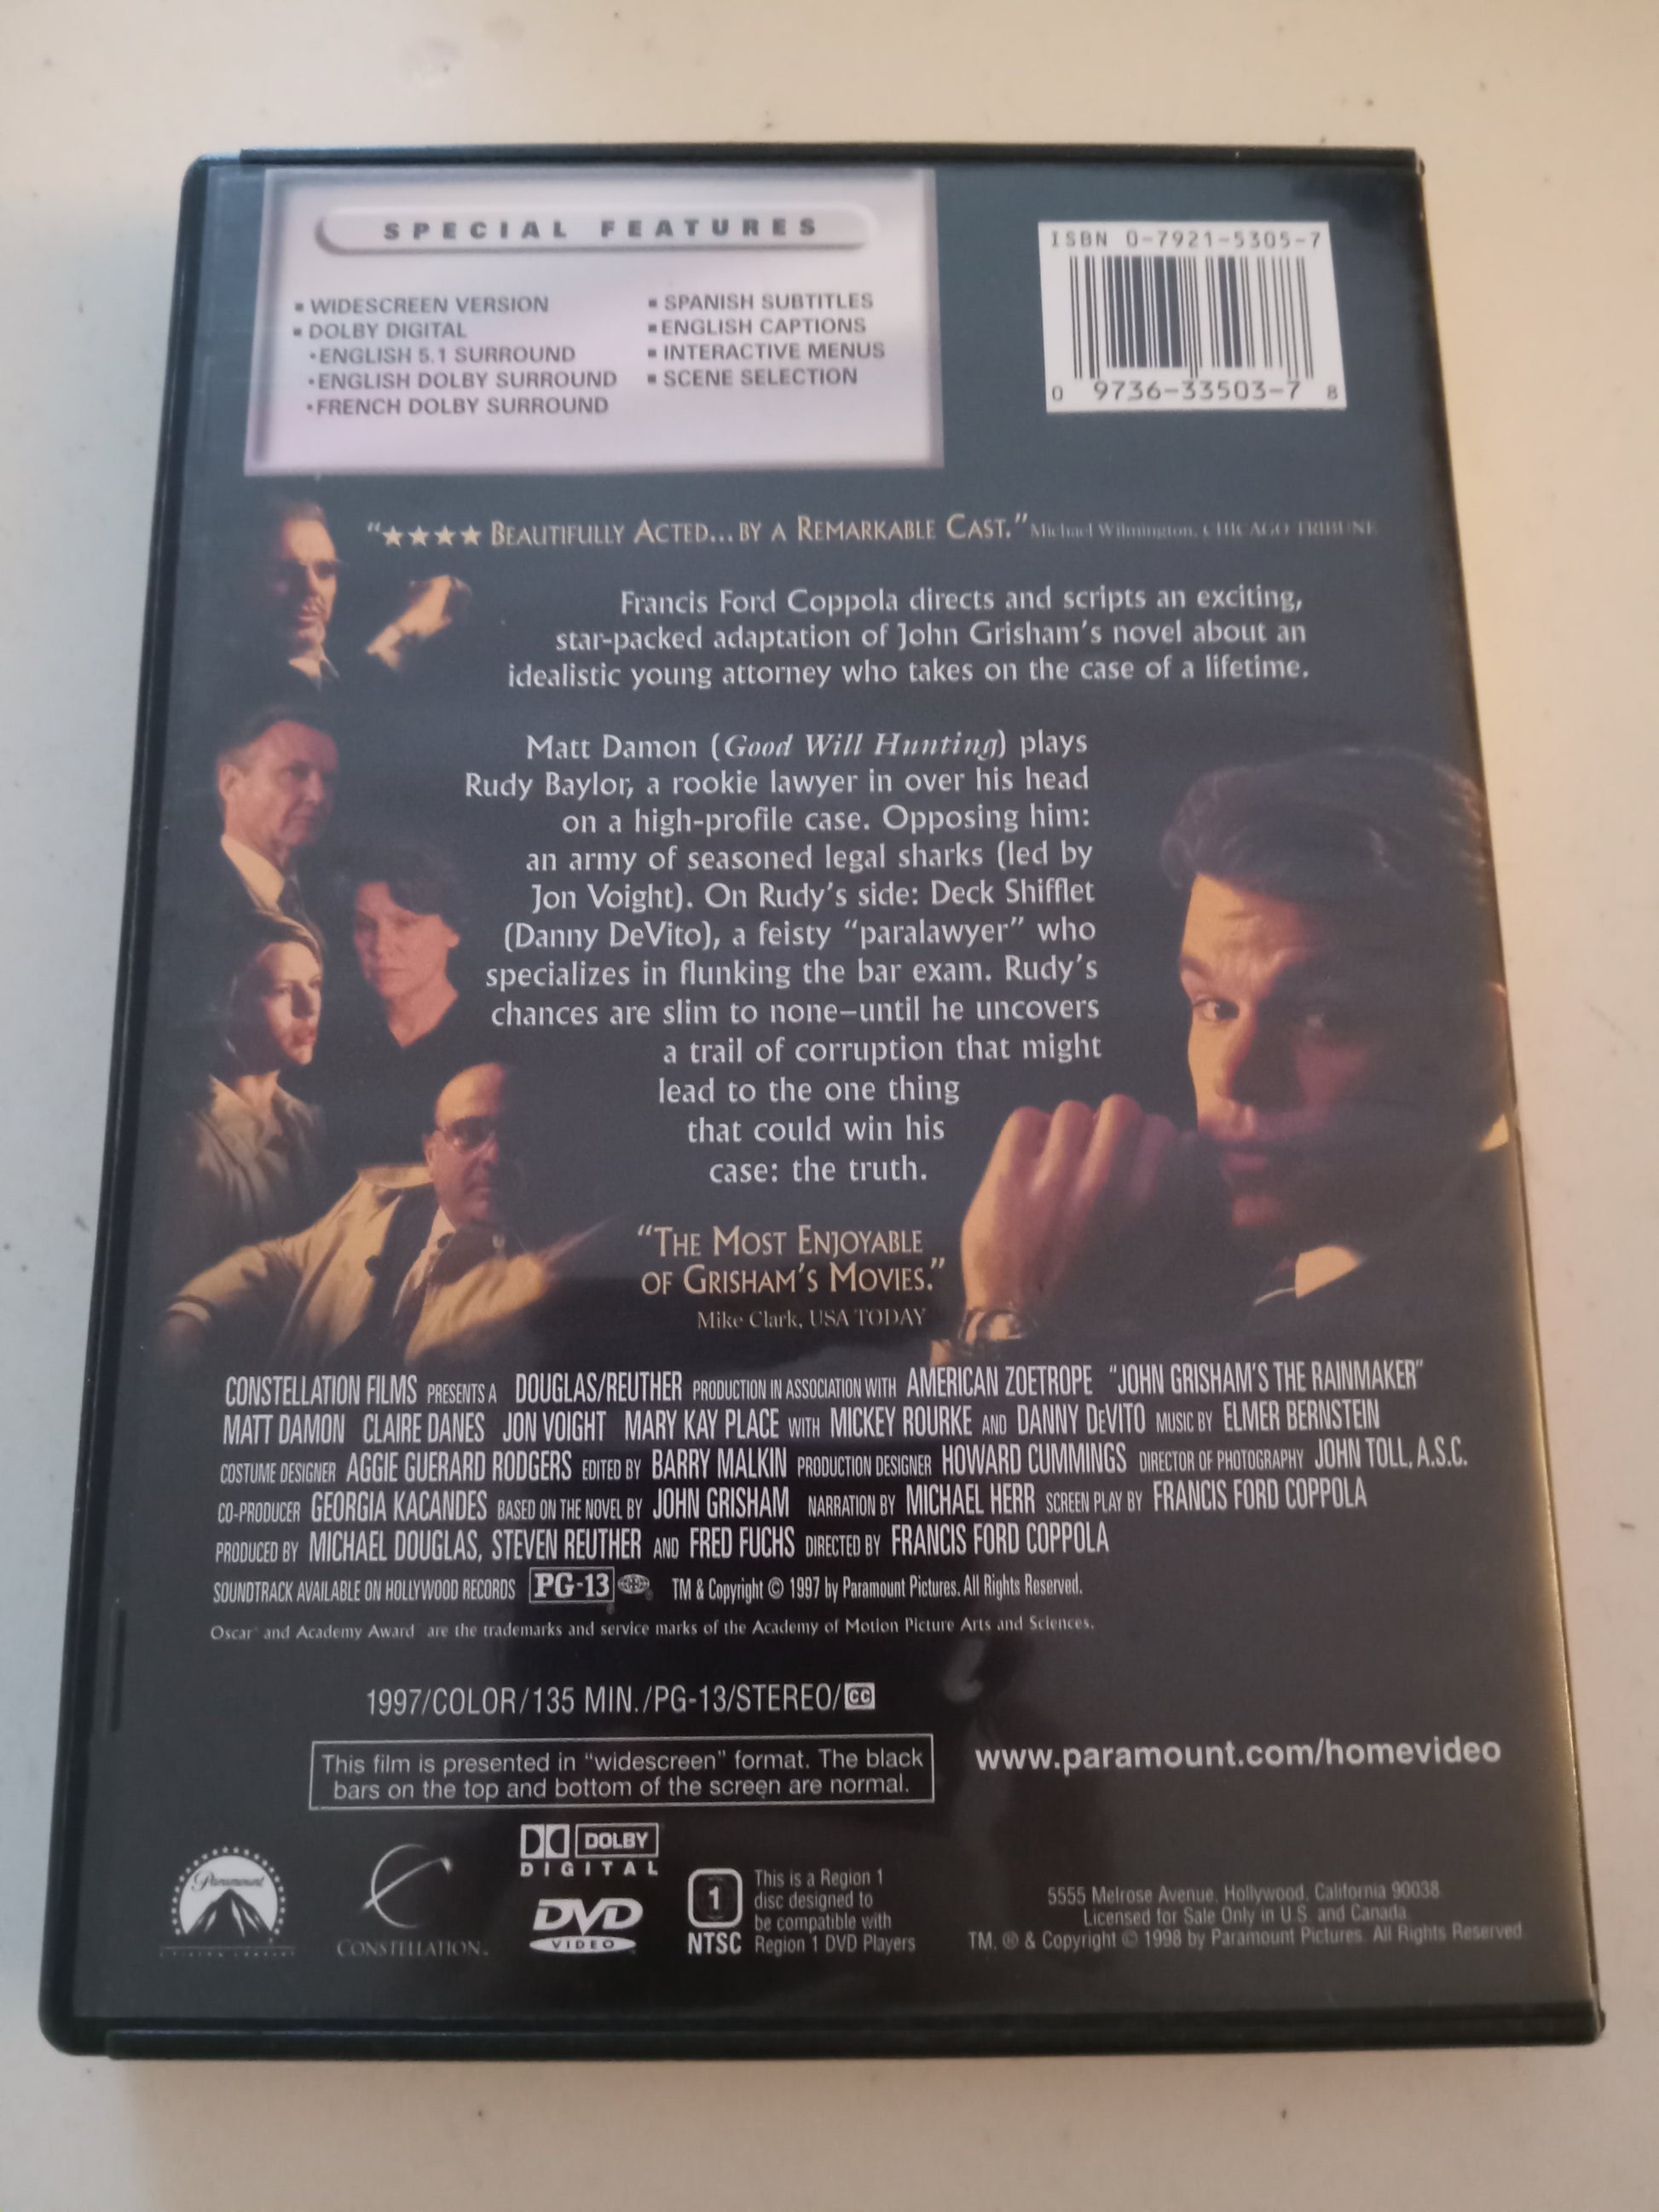 SPECIAL FEATURES
▪ WIDESCREEN VERSION
▪ DOLBY DIGITAL
•ENGLISH 5.1 SURROUND
•ENGLISH DOLBY SURROUND
•FRENCH DOLBY SURROUND
▪ SPANISH SUBTITLES
▪ ENGLISH CAPTIONS
▪ INTERACTIVE MENUS
▪ SCENE SELECTION
ISBN 0-7921-5305-7
0 9736-33503-7 8
“★★★★ BEAUTIFULLY ACTED...BY A REMARKABLE CAST.” Michael Wilmington, CHICAGO TRIBUNE
Francis Ford Coppola directs and scripts an exciting,
star-packed adaptation of John Grisham's novel about an
idealistic young attorney who takes on the case of a lifetime.
Matt Damon (Good Will Hunting) plays
Rudy Baylor, a rookie lawyer in over his head
on a high-profile case. Opposing him:
an army of seasoned legal sharks (led by
Jon Voight). On Rudy's side: Deck Shifflet
(Danny DeVito), a feisty “paralawyer” who
specializes in flunking the bar exam. Rudy's
chances are slim to none–until he uncovers
a trail of corruption that might
lead to the one thing
that could win his
case: the truth.
“THE MOST ENJOYABLE
OF GRISHAM'S MOVIES.”
Mike Clark, USA TODAY
CONSTELLATION FILMS PRESENTS A DOUGLAS/REUTHER PRODUCTION IN ASSOCIATION WITH AMERICAN ZOETROPE “JOHN GRISHAM'S THE RAINMAKER”
MATT DAMON CLAIRE DANES JON VOIGHT MARY KAY PLACE WITH MICKEY ROURKE AND DANNY DeVITO MUSIC BY ELMER BERNSTEIN
COSTUME DESIGNER AGGIE GUERARD RODGERS EDITED BY BARRY MALKIN PRODUCTION DESIGNER HOWARD CUMMINGS DIRECTOR OF PHOTOGRAPHY JOHN TOLL, A.S.C.
CO-PRODUCER GEORGIA KACANDES BASED ON THE NOVEL BY JOHN GRISHAM NARRATION BY MICHAEL HERR SCREEN PLAY BY FRANCIS FORD COPPOLA
PRODUCED BY MICHAEL DOUGLAS, STEVEN REUTHER AND FRED FUCHS DIRECTED BY FRANCIS FORD COPPOLA
SOUNDTRACK AVAILABLE ON HOLLYWOOD RECORDS PG-13 TM & Copyright © 1997 by Paramount Pictures. All Rights Reserved.
Oscar® and Academy Award® are the trademarks and service marks of the Academy of Motion Picture Arts and Sciences.
1997/COLOR/135 MIN./PG-13/STEREO/CC
This film is presented in “widescreen” format. The black
bars on the top and bottom of the screen are normal.
www.paramount.com/homevideo
Paramount
CONSTELLATION
DOLBY
DIGITAL
DVD
VIDEO
1
NTSC
This is a Region 1
disc designed to
be compatible with
Region 1 DVD Players
5555 Melrose Avenue, Hollywood, California 90038
Licensed for Sale Only in U.S. and Canada.
TM, ® & Copyright © 1998 by Paramount Pictures. All Rights Reserved.